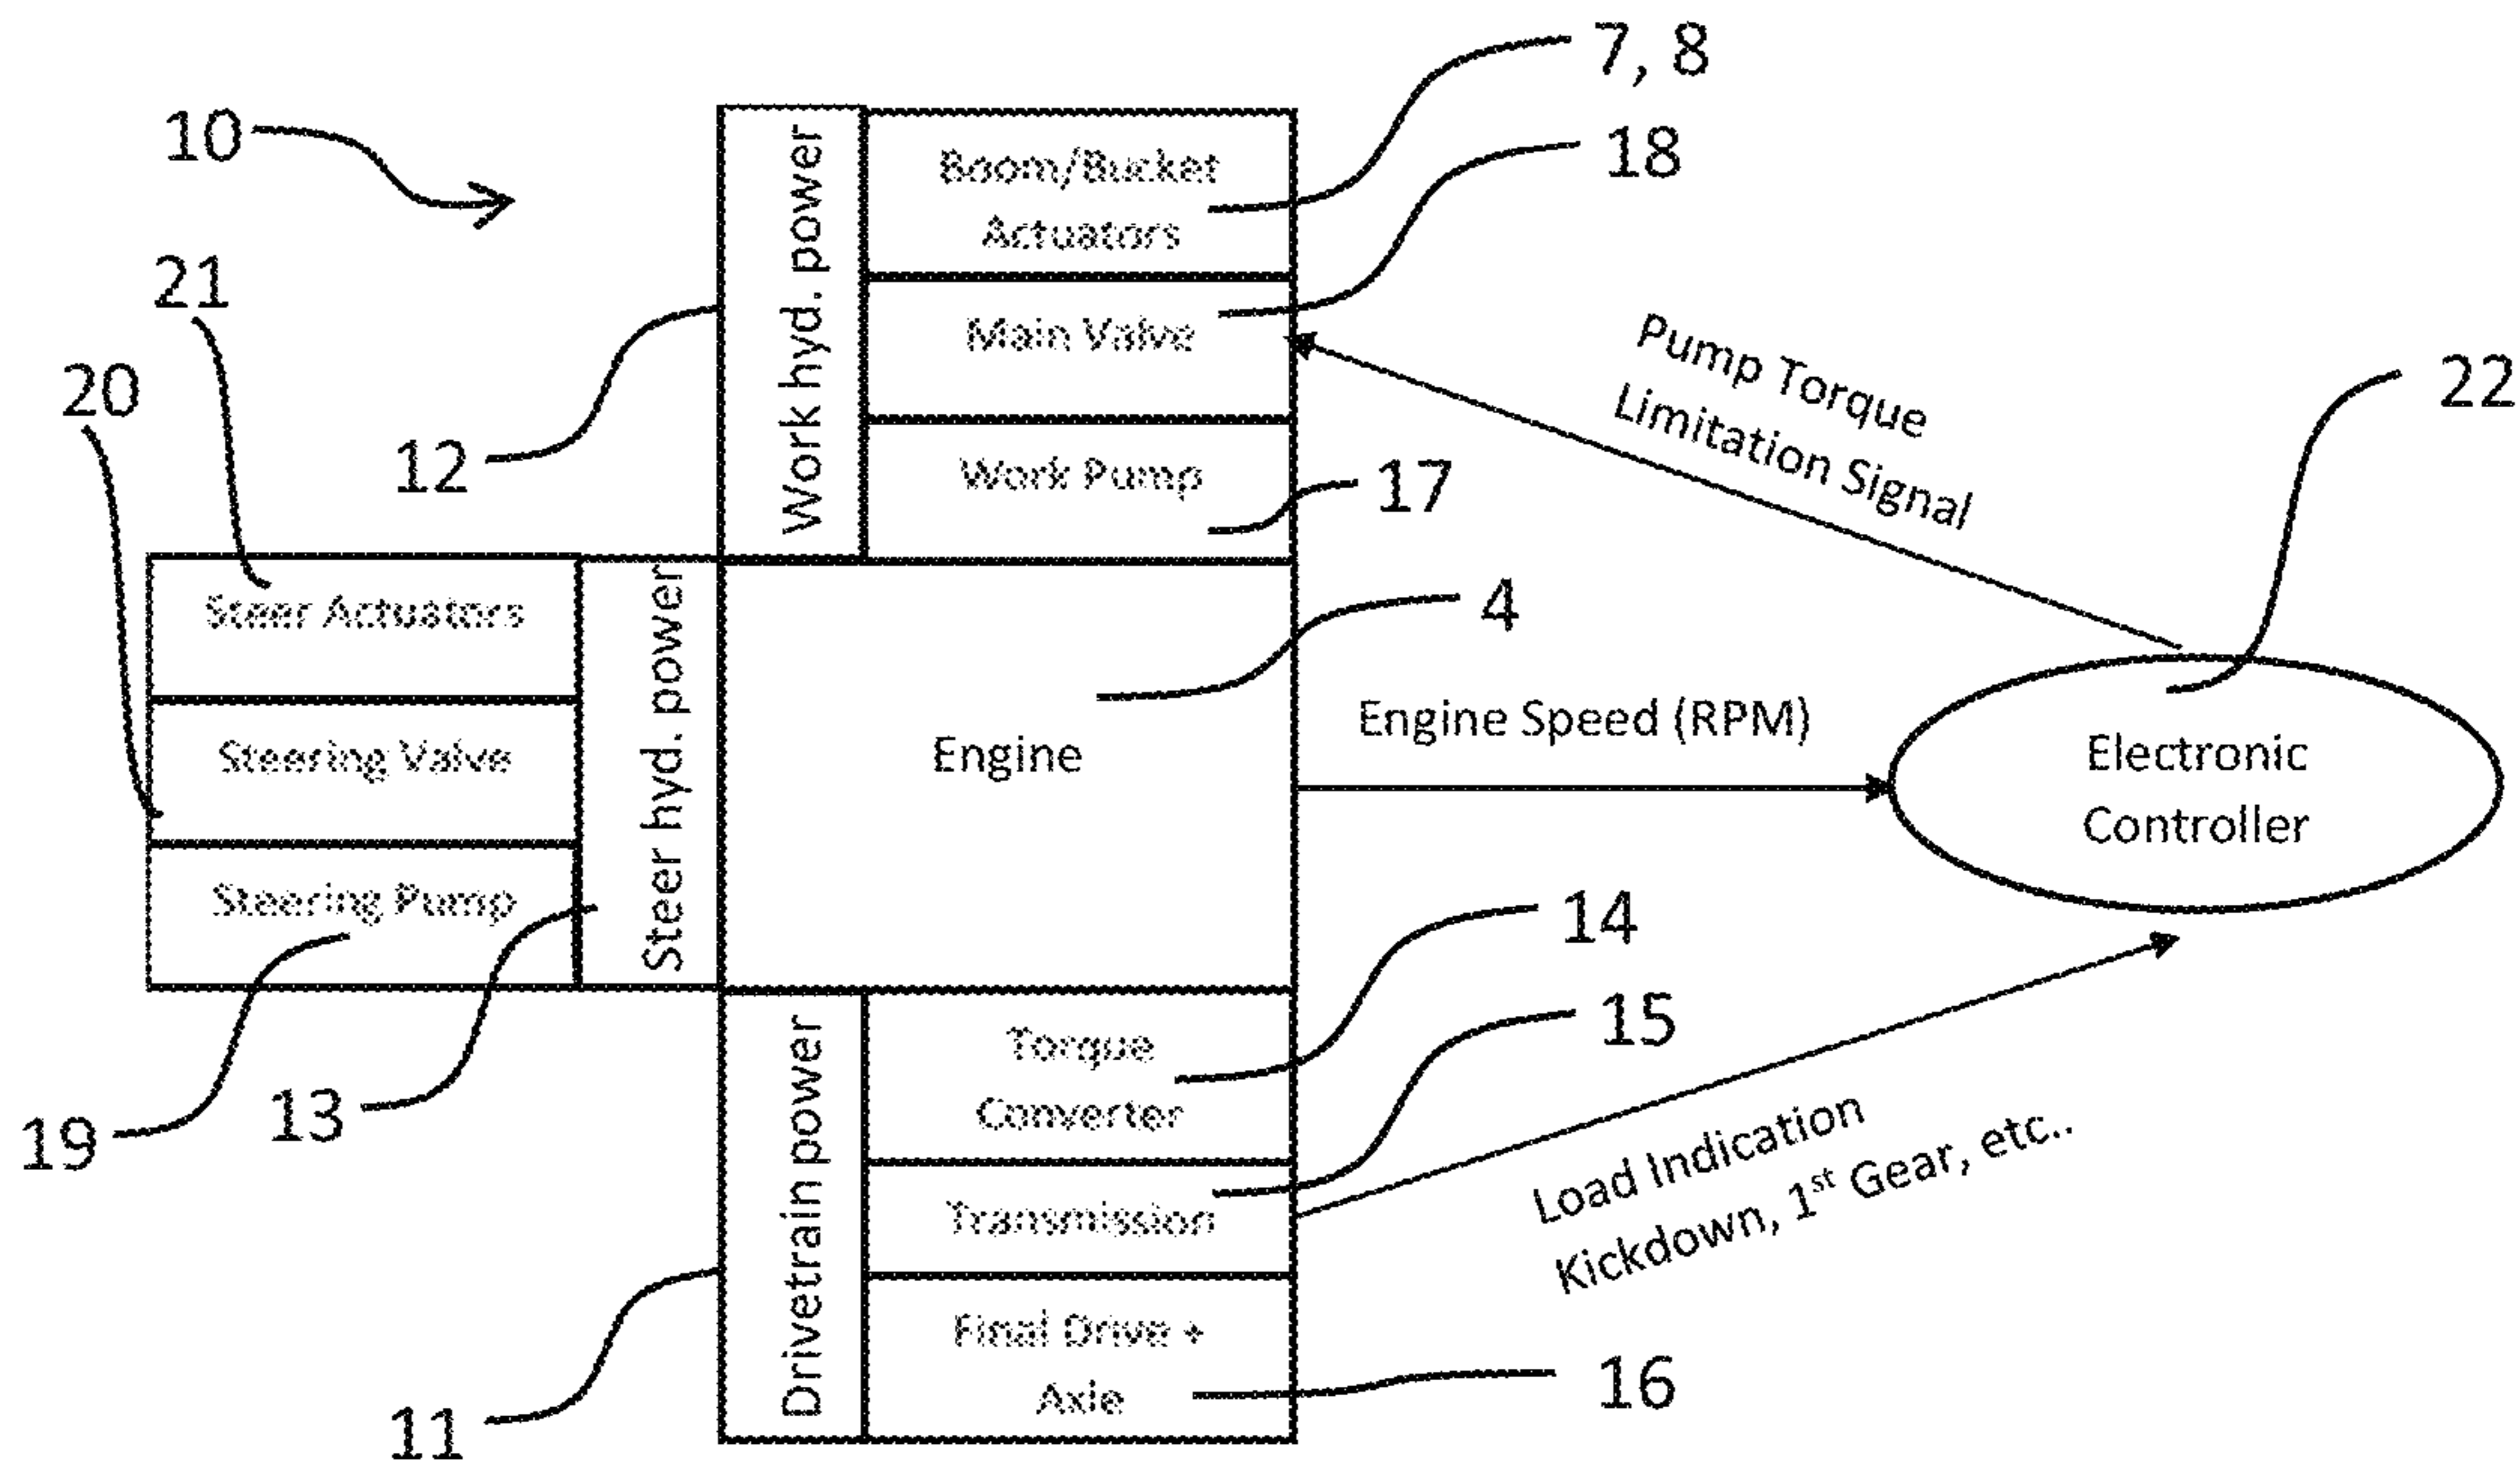 7, 8
10
18
Boom/Bucket
Actuators
Work hyd. power
21
Main Valve
Pump Torque
Limitation Signal
20
22
12
Work Pump
17
Steer Actuators
4
Steer hyd. power
Steering Valve
Engine
Engine Speed (RPM)
Electronic
Controller
Steering Pump
14
Torque
Converter
15
19
13
Drivetrain power
Transmission
Load Indication
Kickdown, 1st Gear, etc..
Final Drive +
Axle
16
11